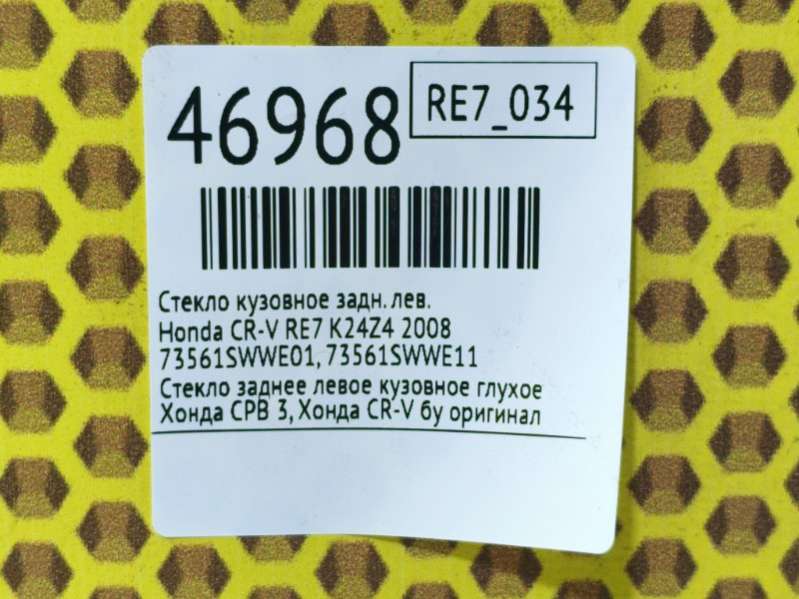 46968
RE7_034
Стекло кузовное задн. лев.
Honda CR-V RE7 K24Z4 2008
73561SWWE01, 73561SWWE11
Стекло заднее левое кузовное глухое
Хонда СРВ 3, Хонда CR-V бу оригинал